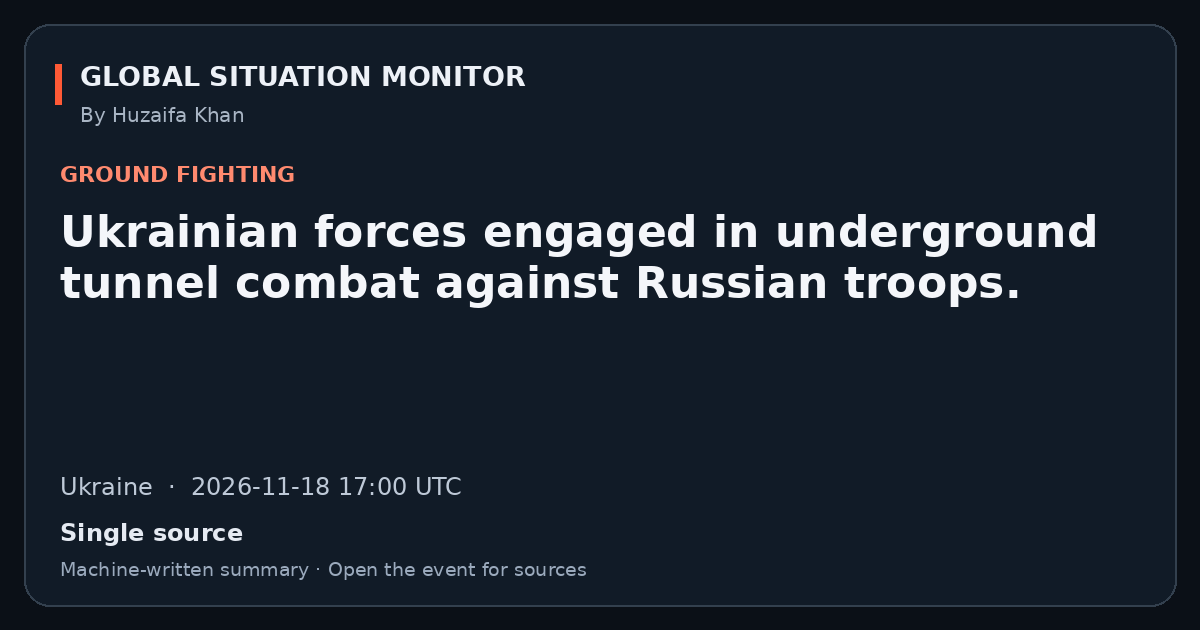 GLOBAL SITUATION MONITOR
By Huzaifa Khan
GROUND FIGHTING
Ukrainian forces engaged in underground
tunnel combat against Russian troops.
Ukraine · 2026-11-18 17:00 UTC
Single source
Machine-written summary · Open the event for sources